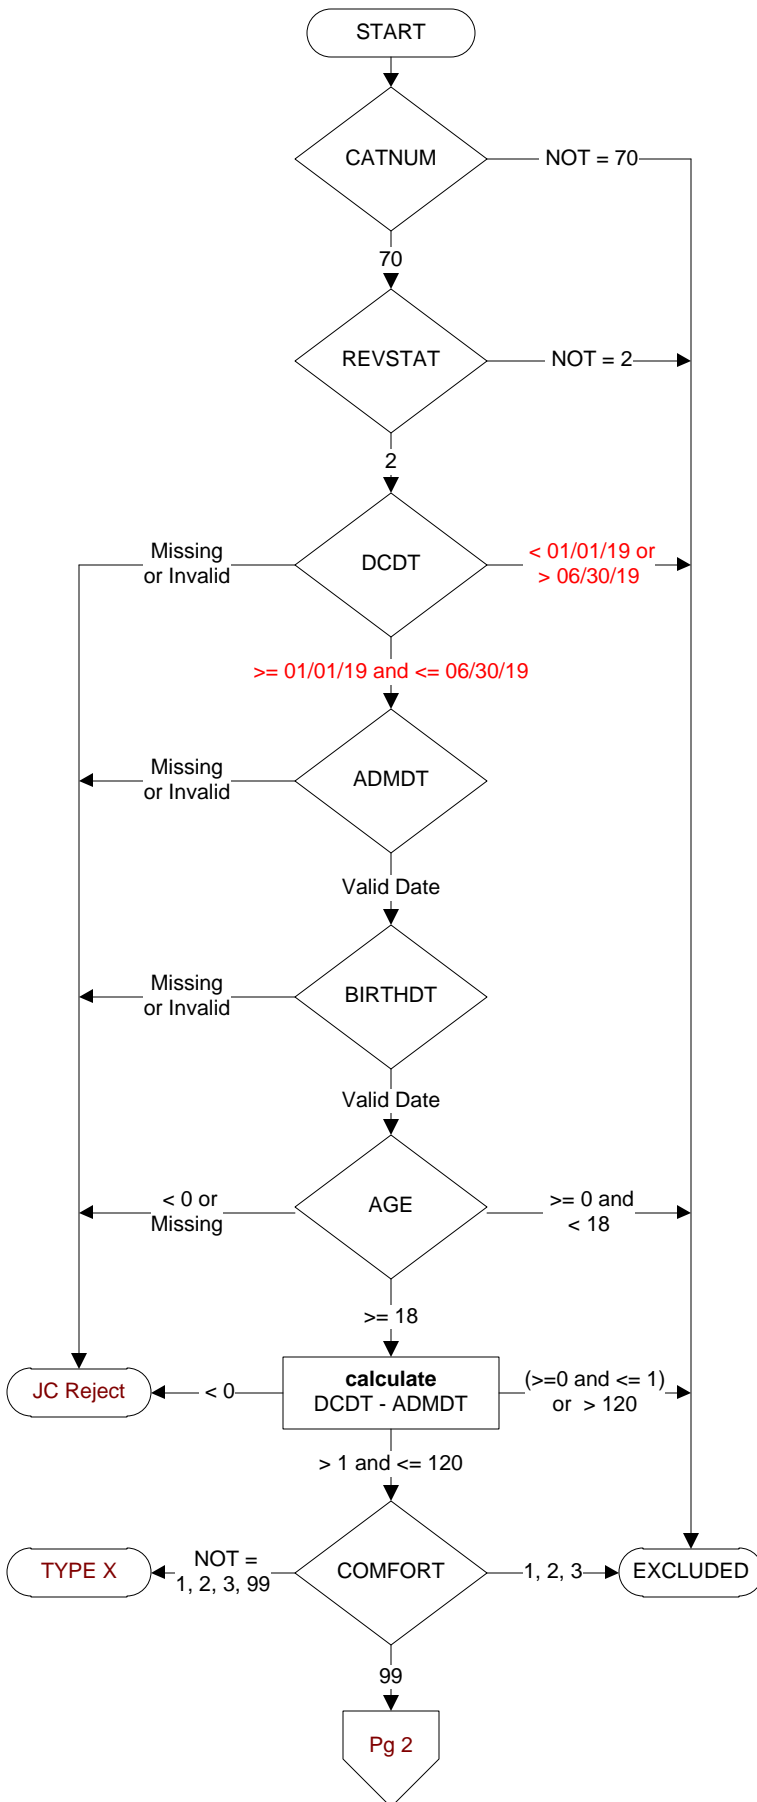 START
CATNUM
NOT = 70
70
REVSTAT
NOT = 2
2
Missing
or Invalid
DCDT
< 01/01/19 or
> 06/30/19
>= 01/01/19 and <= 06/30/19
Missing
or Invalid
ADMDT
Valid Date
Missing
or Invalid
BIRTHDT
Valid Date
< 0 or
Missing
AGE
>= 0 and
< 18
>= 18
JC Reject
< 0
calculate
DCDT - ADMDT
(>=0 and <= 1)
or > 120
> 1 and <= 120
TYPE X
NOT =
1, 2, 3, 99
COMFORT
1, 2, 3
EXCLUDED
99
Pg 2